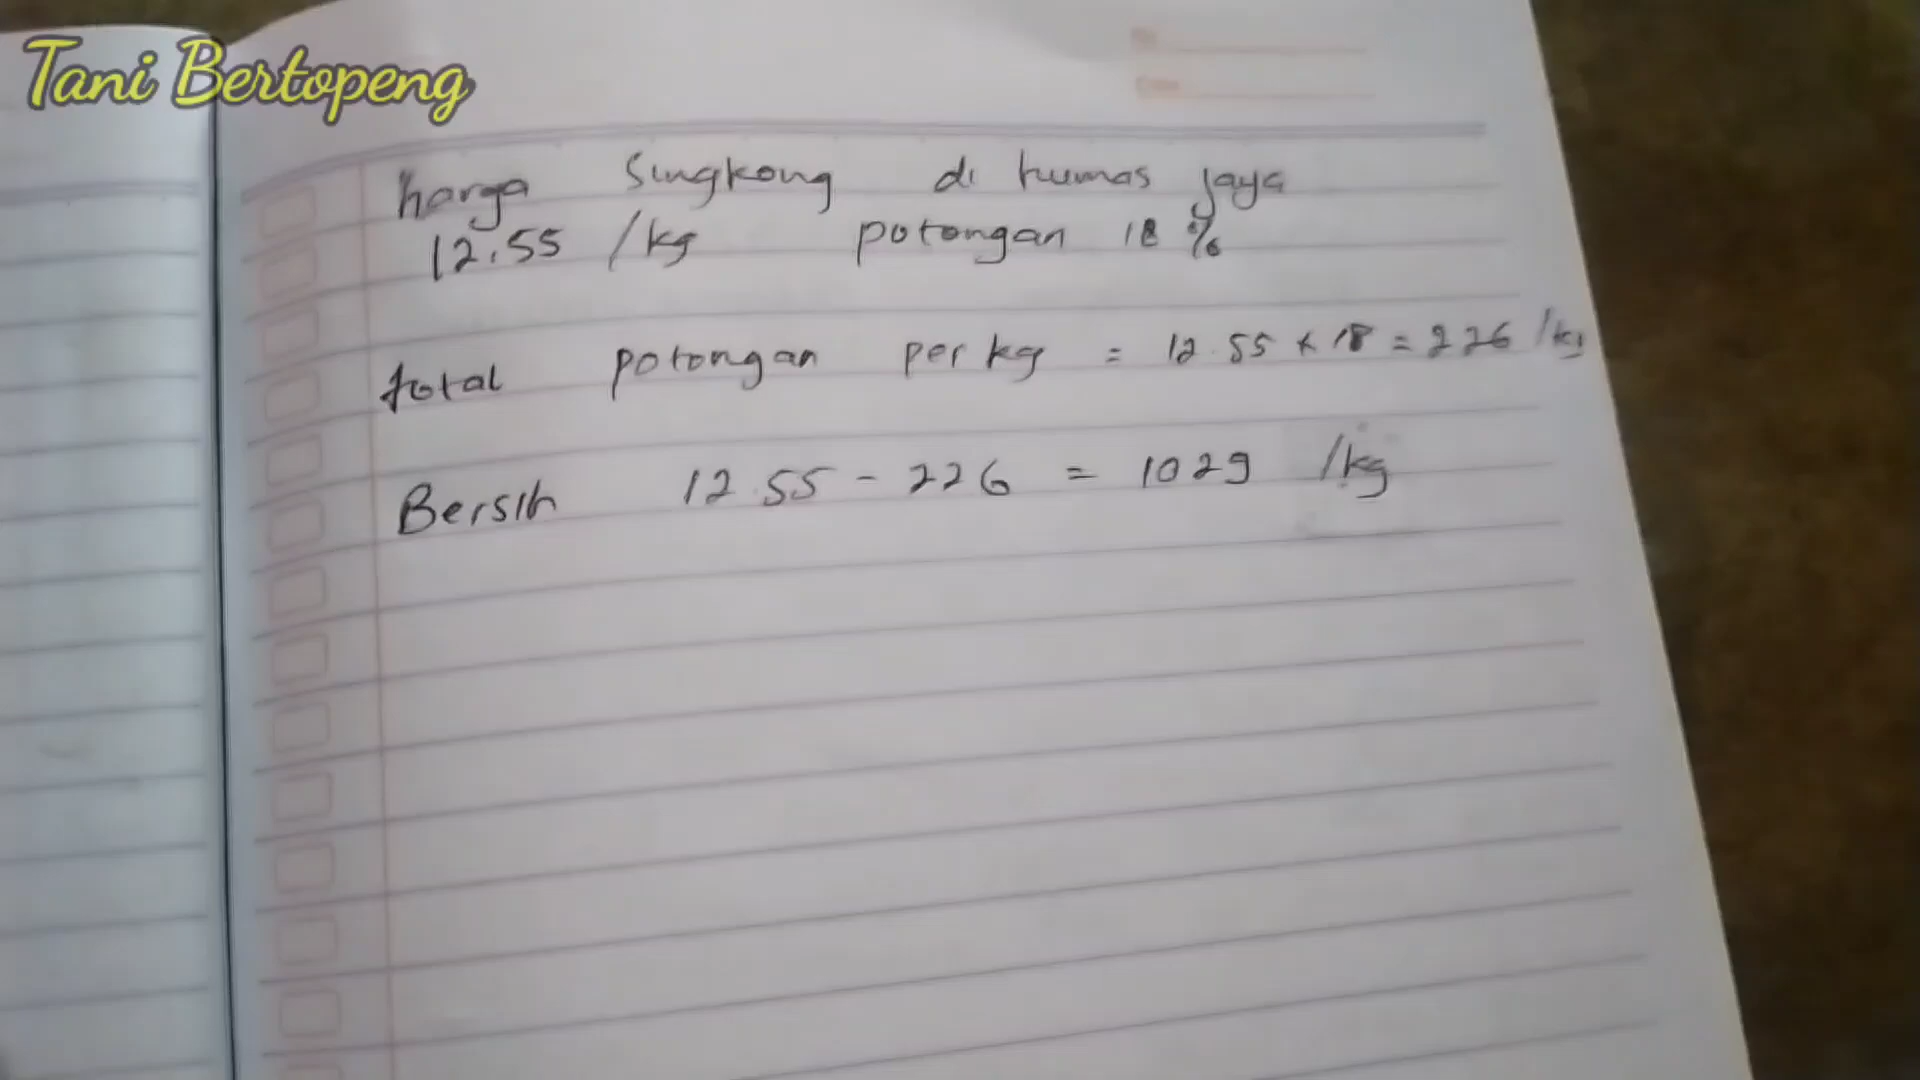 Tani Bertopeng
harga Singkong di humas jaya
12.55 /kg potongan 18 %
total potongan per kg = 12.55 x 18 = 226 /kg
Bersih 12.55 - 226 = 1029 /kg